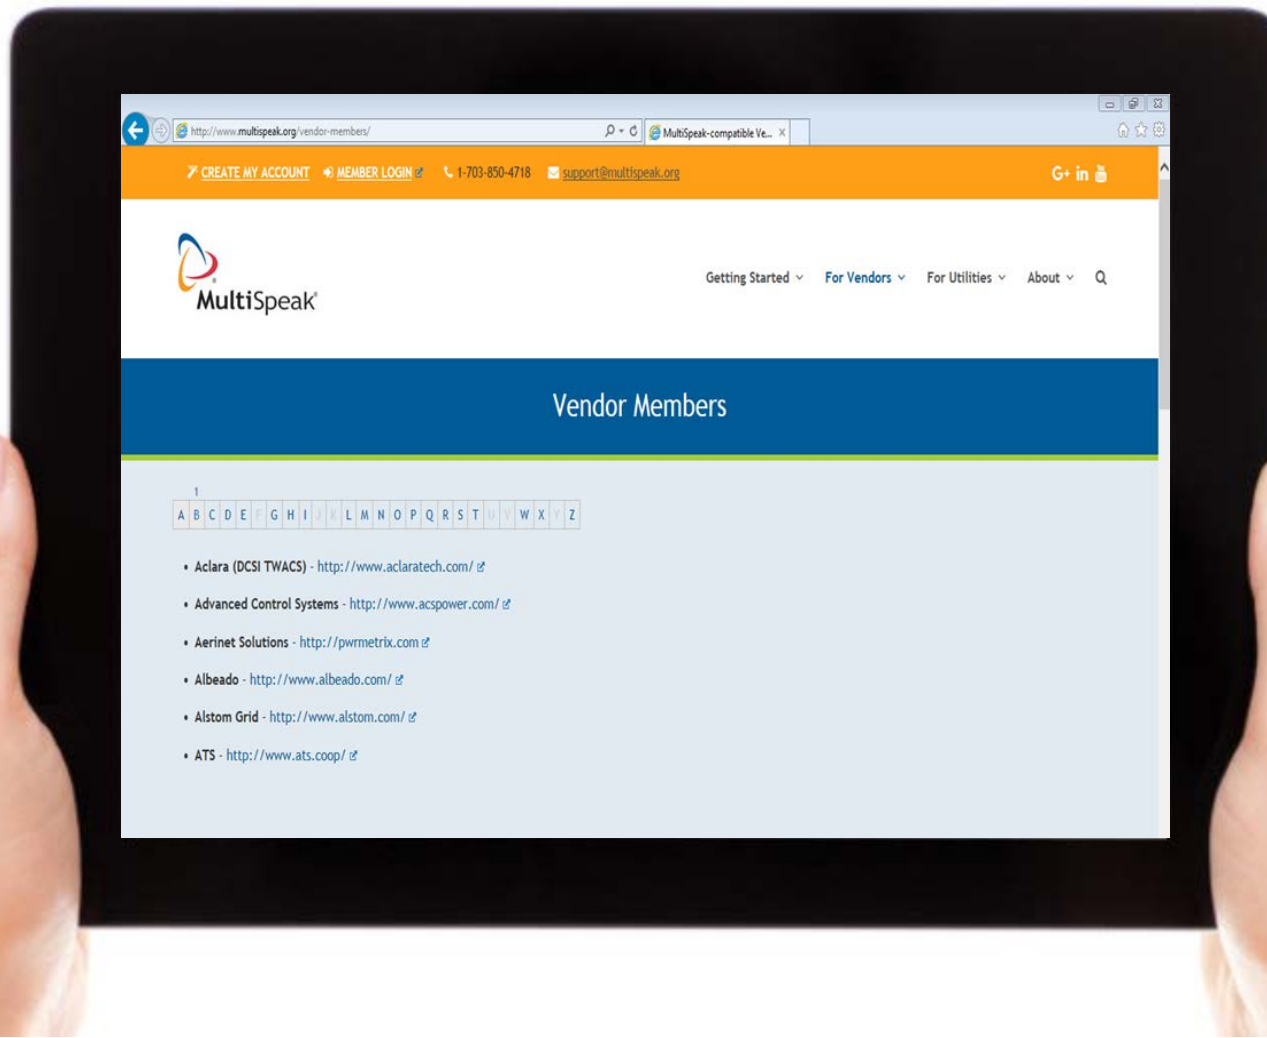 http://www.multispeak.org/vendor-members/
MultiSpeak-compatible Ve...
CREATE MY ACCOUNT MEMBER LOGIN 1-703-850-4718 support@multispeak.org G+ in You
MultiSpeak®
Getting Started For Vendors For Utilities About
Vendor Members
1
A B C D E F G H I J K L M N O P Q R S T U V W X Y Z
• Aclara (DCSI TWACS) - http://www.aclaratech.com/
• Advanced Control Systems - http://www.acspower.com/
• Aerinet Solutions - http://pwrmetrix.com
• Albeado - http://www.albeado.com/
• Alstom Grid - http://www.alstom.com/
• ATS - http://www.ats.coop/